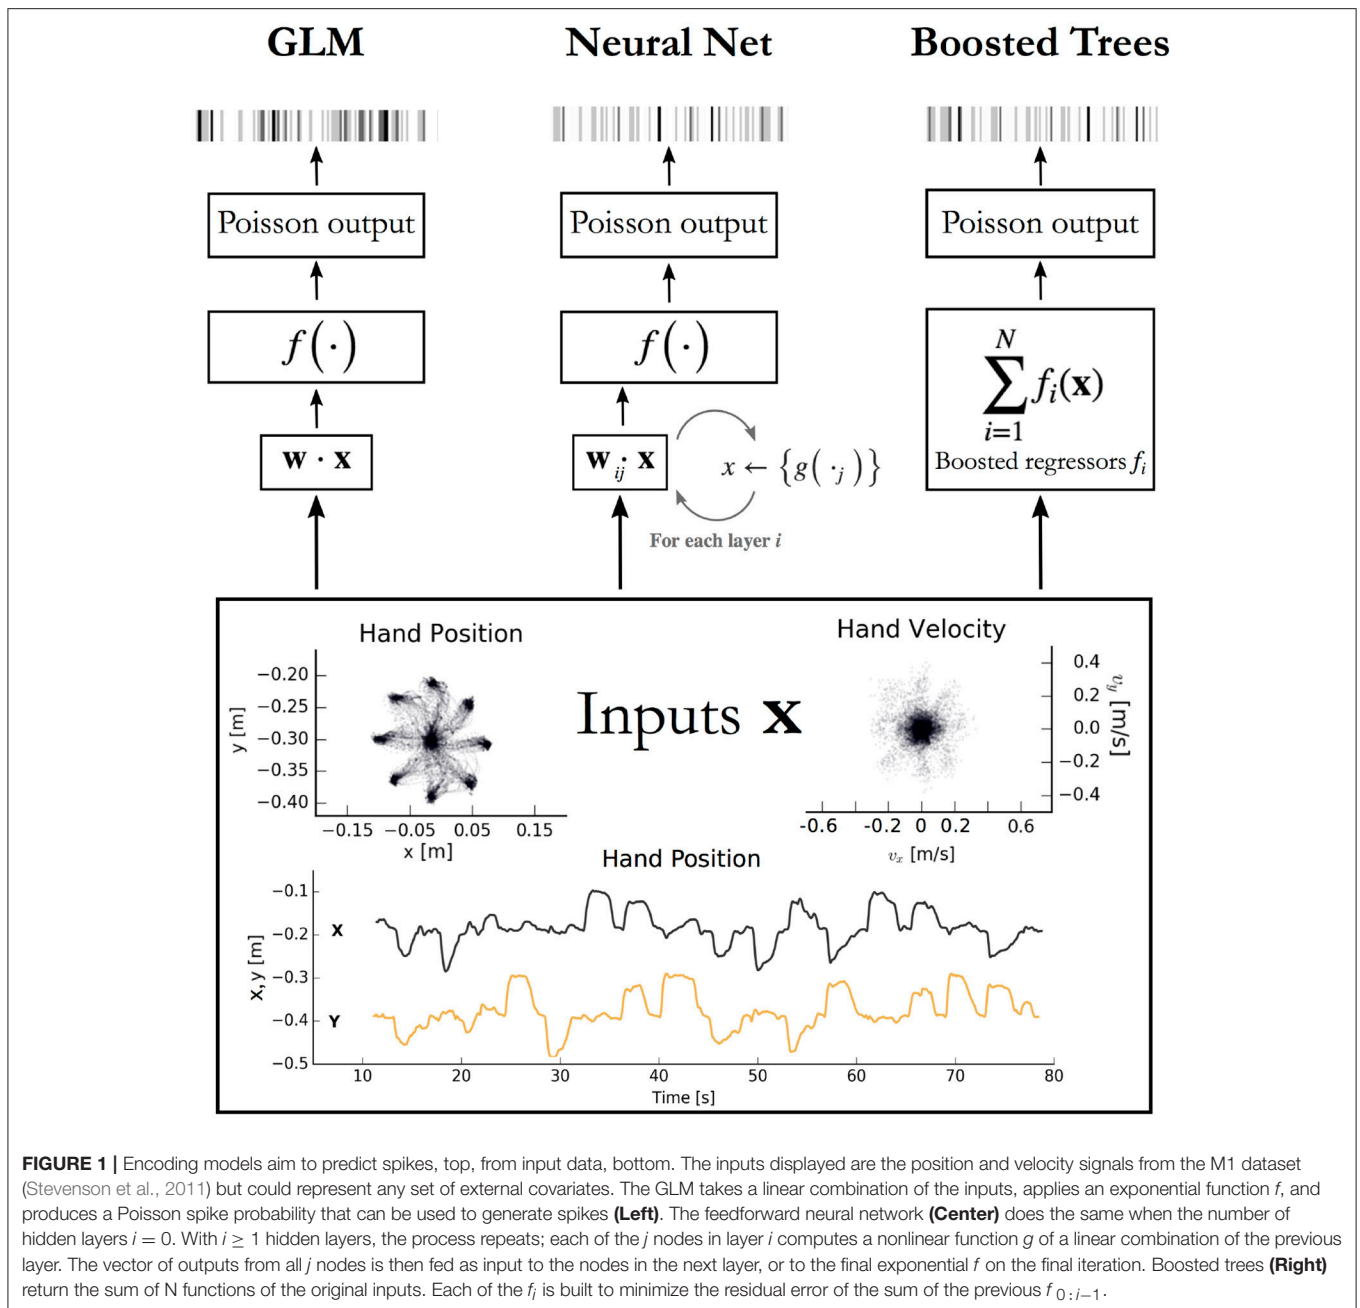 GLM
Neural Net
Boosted Trees
Poisson output
Poisson output
Poisson output
f(·)
f(·)
w · x
w_ij · x
x ← {g(·_j)}
For each layer i
∑_{i=1}^{N} f_i(x)
Boosted regressors f_i
Inputs x
Hand Position
y [m]
−0.20
−0.25
−0.30
−0.35
−0.40
−0.15 −0.05 0.05 0.15
x [m]
Hand Velocity
0.4
0.2
0.0
−0.2
−0.4
v_y [m/s]
-0.6 -0.2 0 0.2 0.6
v_x [m/s]
Hand Position
X, y [m]
−0.1
−0.2
−0.3
−0.4
−0.5
X
Y
10 20 30 40 50 60 70 80
Time [s]
FIGURE 1 | Encoding models aim to predict spikes, top, from input data, bottom. The inputs displayed are the position and velocity signals from the M1 dataset
(Stevenson et al., 2011) but could represent any set of external covariates. The GLM takes a linear combination of the inputs, applies an exponential function f, and
produces a Poisson spike probability that can be used to generate spikes (Left). The feedforward neural network (Center) does the same when the number of
hidden layers i = 0. With i ≥ 1 hidden layers, the process repeats; each of the j nodes in layer i computes a nonlinear function g of a linear combination of the previous
layer. The vector of outputs from all j nodes is then fed as input to the nodes in the next layer, or to the final exponential f on the final iteration. Boosted trees (Right)
return the sum of N functions of the original inputs. Each of the f_i is built to minimize the residual error of the sum of the previous f_{0:i−1}.